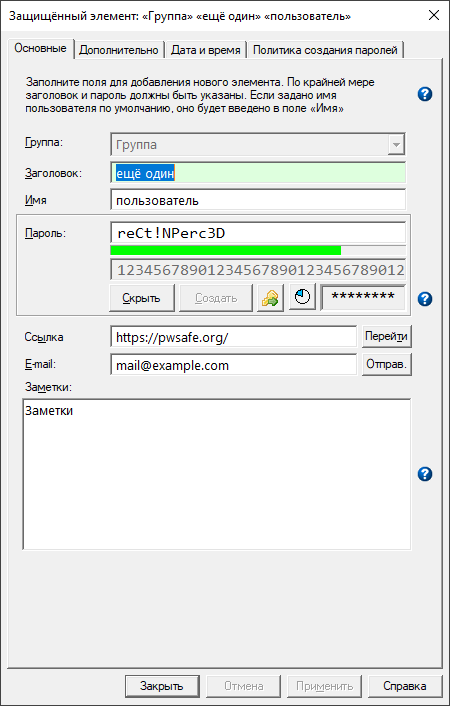 Защищённый элемент: «Группа» «ещё один» «пользователь»
Основные Дополнительно Дата и время Политика создания паролей
Заполните поля для добавления нового элемента. По крайней мере
заголовок и пароль должны быть указаны. Если задано имя
пользователя по умолчанию, оно будет введено в поле «Имя»
Группа: Группа
Заголовок: ещё один
Имя пользователь
Пароль: reCt!NPerc3D
12345678901234567890123456789012
Скрыть Создать ********
Ссылка https://pwsafe.org/ Перейти
E-mail: mail@example.com Отправ.
Заметки:
Заметки
Закрыть Отмена Применить Справка